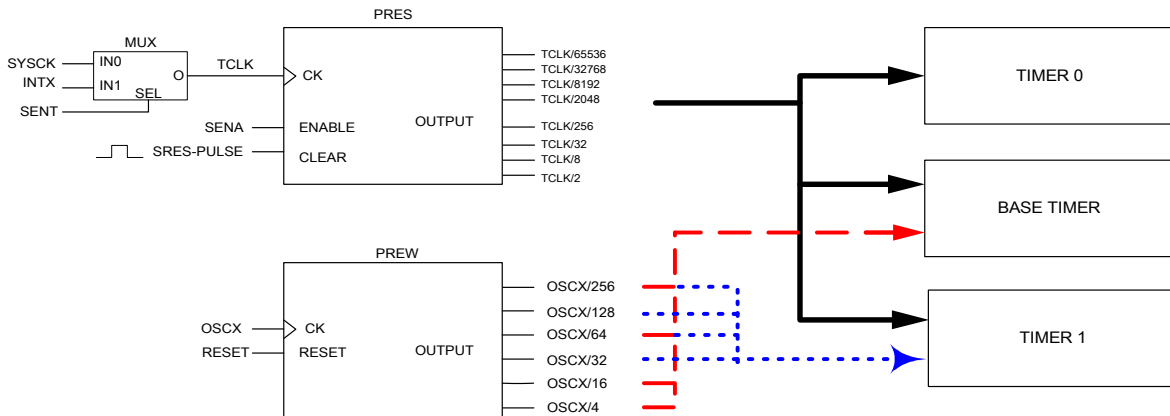 PRES
MUX
SYSCK
IN0
INTX
IN1
O
SEL
SENT
TCLK
CK
SENA
ENABLE
SRES-PULSE
CLEAR
OUTPUT
TCLK/65536
TCLK/32768
TCLK/8192
TCLK/2048
TCLK/256
TCLK/32
TCLK/8
TCLK/2
TIMER 0
BASE TIMER
TIMER 1
PREW
OSCX
CK
RESET
RESET
OUTPUT
OSCX/256
OSCX/128
OSCX/64
OSCX/32
OSCX/16
OSCX/4